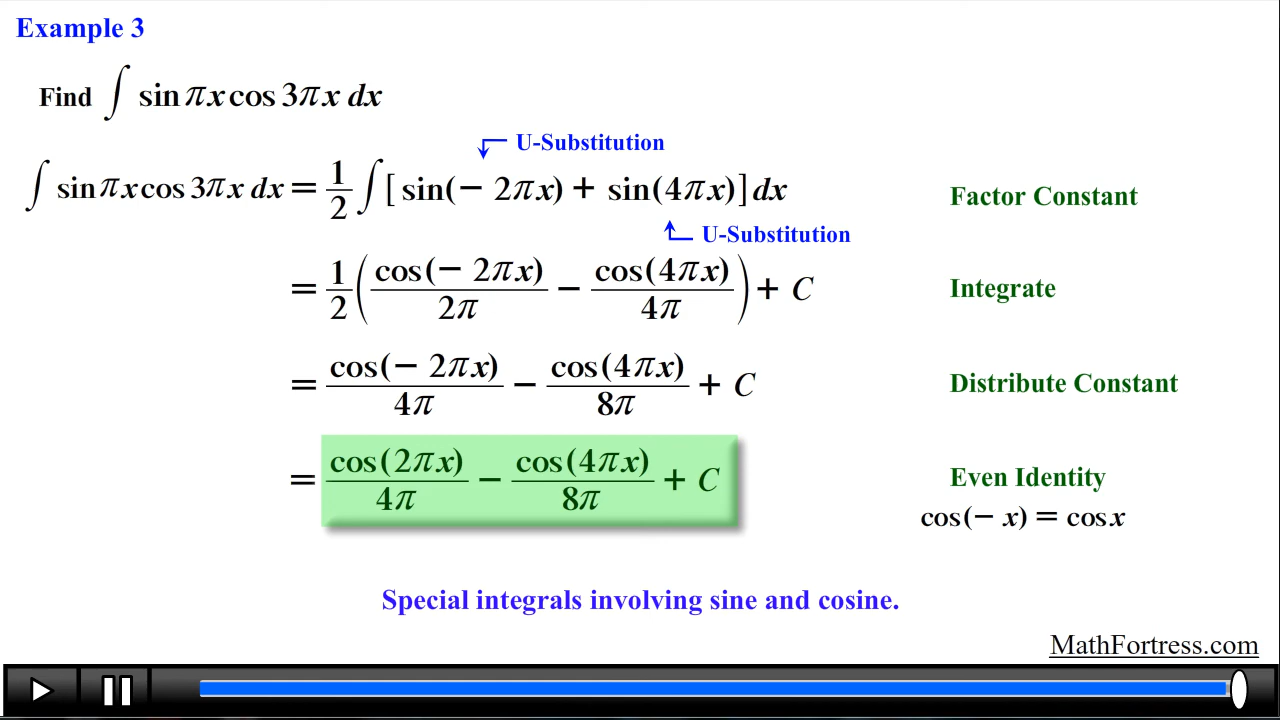 Example 3
Find ∫ sin πx cos 3πx dx
U-Substitution
∫ sin πx cos 3πx dx = 1/2 ∫ [ sin(− 2πx) + sin(4πx)] dx Factor Constant
U-Substitution
= 1/2 ( cos(− 2πx)/2π − cos(4πx)/4π ) + C Integrate
= cos(− 2πx)/4π − cos(4πx)/8π + C Distribute Constant
= cos(2πx)/4π − cos(4πx)/8π + C Even Identity
cos(− x) = cos x
Special integrals involving sine and cosine.
MathFortress.com